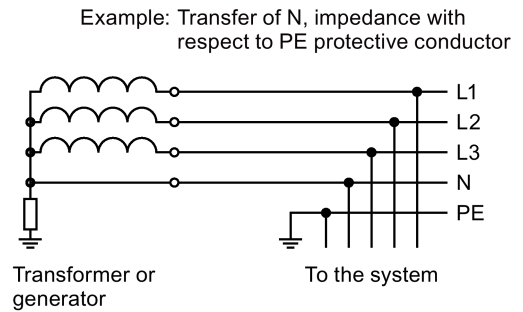 Example: Transfer of N, impedance with
respect to PE protective conductor
L1
L2
L3
N
PE
Transformer or
generator
To the system